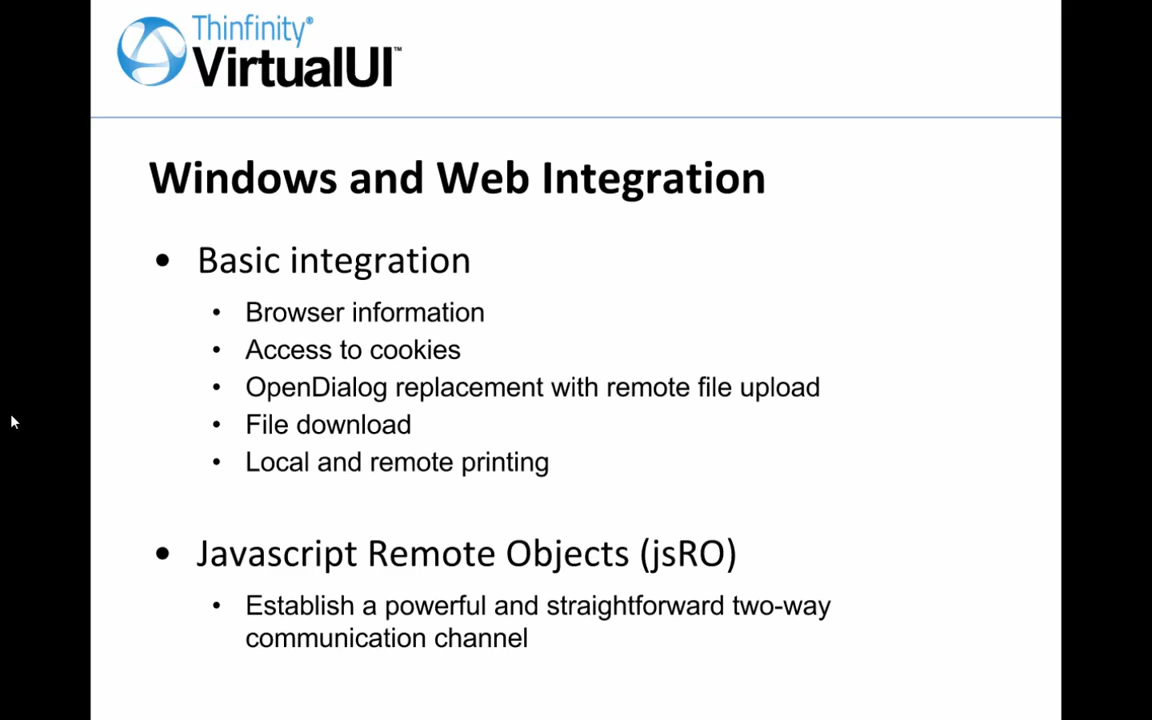 Thinfinity®
VirtualUI™
Windows and Web Integration
• Basic integration
• Browser information
• Access to cookies
• OpenDialog replacement with remote file upload
• File download
• Local and remote printing
• Javascript Remote Objects (jsRO)
• Establish a powerful and straightforward two-way
communication channel